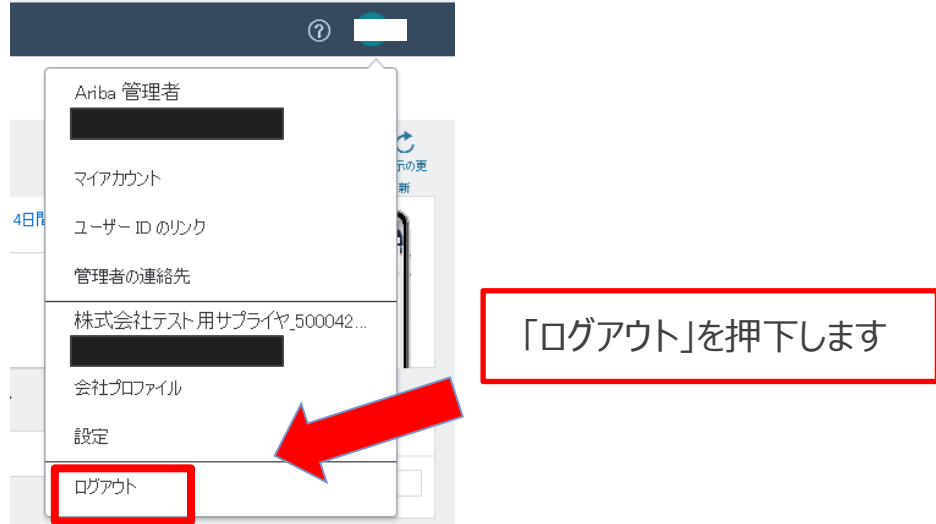 ?
Ariba 管理者
示の更
新
マイアカウント
4日間
ユーザー ID のリンク
管理者の連絡先
株式会社テスト用サプライヤ_500042...
会社プロファイル
設定
ログアウト
「ログアウト」を押下します